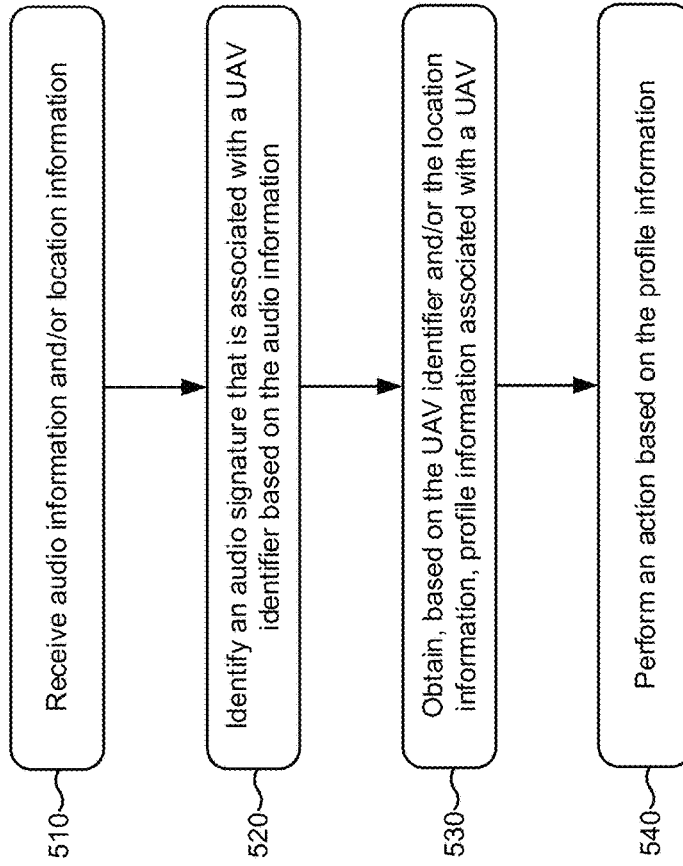 510
Receive audio information and/or location information
520
Identify an audio signature that is associated with a UAV
identifier based on the audio information
530
Obtain, based on the UAV identifier and/or the location
information, profile information associated with a UAV
540
Perform an action based on the profile information